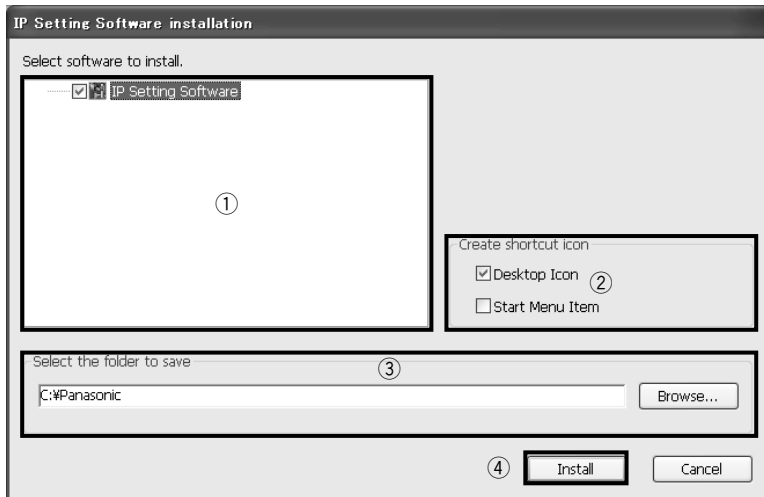 IP Setting Software installation
Select software to install.
IP Setting Software
①
Create shortcut icon
Desktop Icon
②
Start Menu Item
Select the folder to save
③
C:¥Panasonic
Browse...
④
Install
Cancel